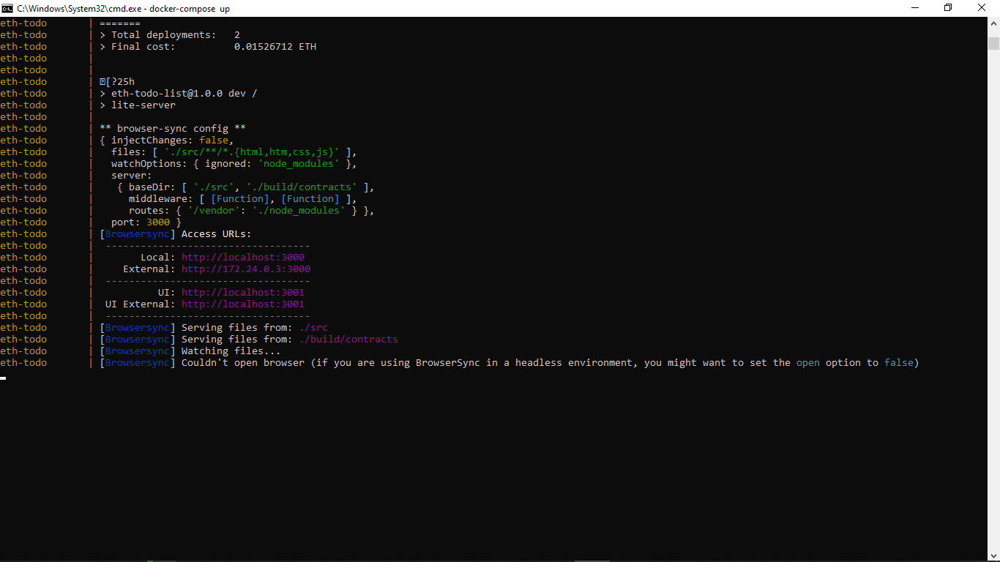 C:\Windows\System32\cmd.exe - docker-compose  up
eth-todo        | =======
eth-todo        | > Total deployments:   2
eth-todo        | > Final cost:          0.01526712 ETH
eth-todo        |
eth-todo        |
eth-todo        | [?25h
eth-todo        | > eth-todo-list@1.0.0 dev /
eth-todo        | > lite-server
eth-todo        |
eth-todo        | ** browser-sync config **
eth-todo        | { injectChanges: false,
eth-todo        |   files: [ './src/**/*.{html,htm,css,js}' ],
eth-todo        |   watchOptions: { ignored: 'node_modules' },
eth-todo        |   server:
eth-todo        |    { baseDir: [ './src', './build/contracts' ],
eth-todo        |      middleware: [ [Function], [Function] ],
eth-todo        |      routes: { '/vendor': './node_modules' } },
eth-todo        |   port: 3000 }
eth-todo        | [Browsersync] Access URLs:
eth-todo        |  -----------------------------------
eth-todo        |        Local: http://localhost:3000
eth-todo        |     External: http://172.24.0.3:3000
eth-todo        |  -----------------------------------
eth-todo        |           UI: http://localhost:3001
eth-todo        |  UI External: http://localhost:3001
eth-todo        |  -----------------------------------
eth-todo        | [Browsersync] Serving files from: ./src
eth-todo        | [Browsersync] Serving files from: ./build/contracts
eth-todo        | [Browsersync] Watching files...
eth-todo        | [Browsersync] Couldn't open browser (if you are using BrowserSync in a headless environment, you might want to set the open option to false)